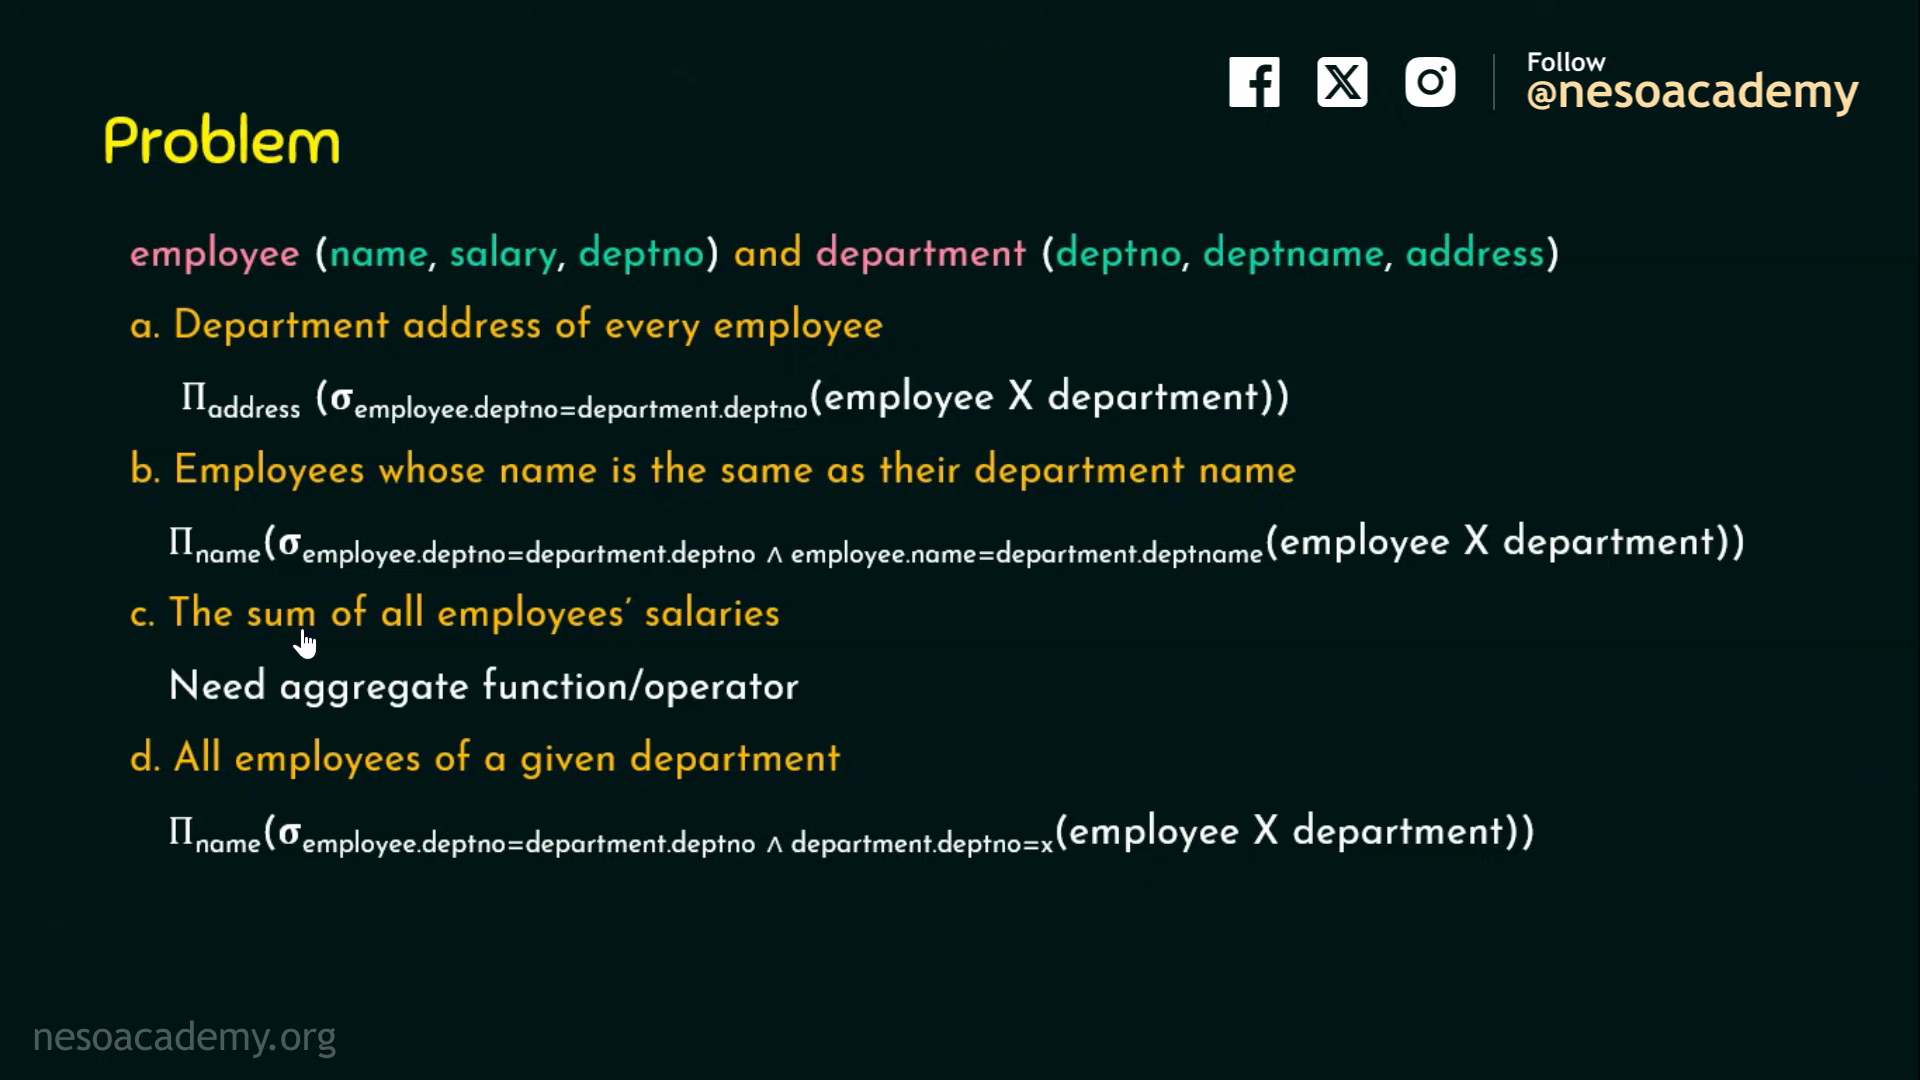 Follow
@nesoacademy
Problem
employee (name, salary, deptno) and department (deptno, deptname, address)
a. Department address of every employee
Πaddress (σemployee.deptno=department.deptno(employee X department))
b. Employees whose name is the same as their department name
Πname(σemployee.deptno=department.deptno ∧ employee.name=department.deptname(employee X department))
c. The sum of all employees’ salaries
Need aggregate function/operator
d. All employees of a given department
Πname(σemployee.deptno=department.deptno ∧ department.deptno=x(employee X department))
nesoacademy.org